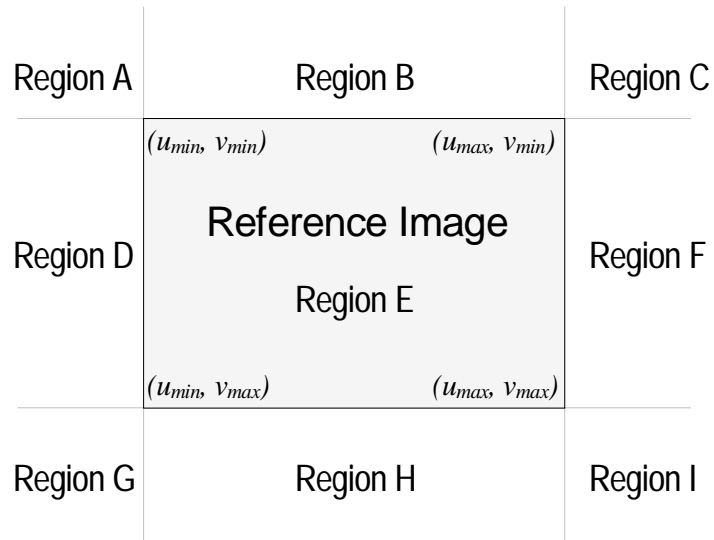 Region A Region B Region C
(umin, vmin) (umax, vmin)
Reference Image
Region D Region F
Region E
(umin, vmax) (umax, vmax)
Region G Region H Region I